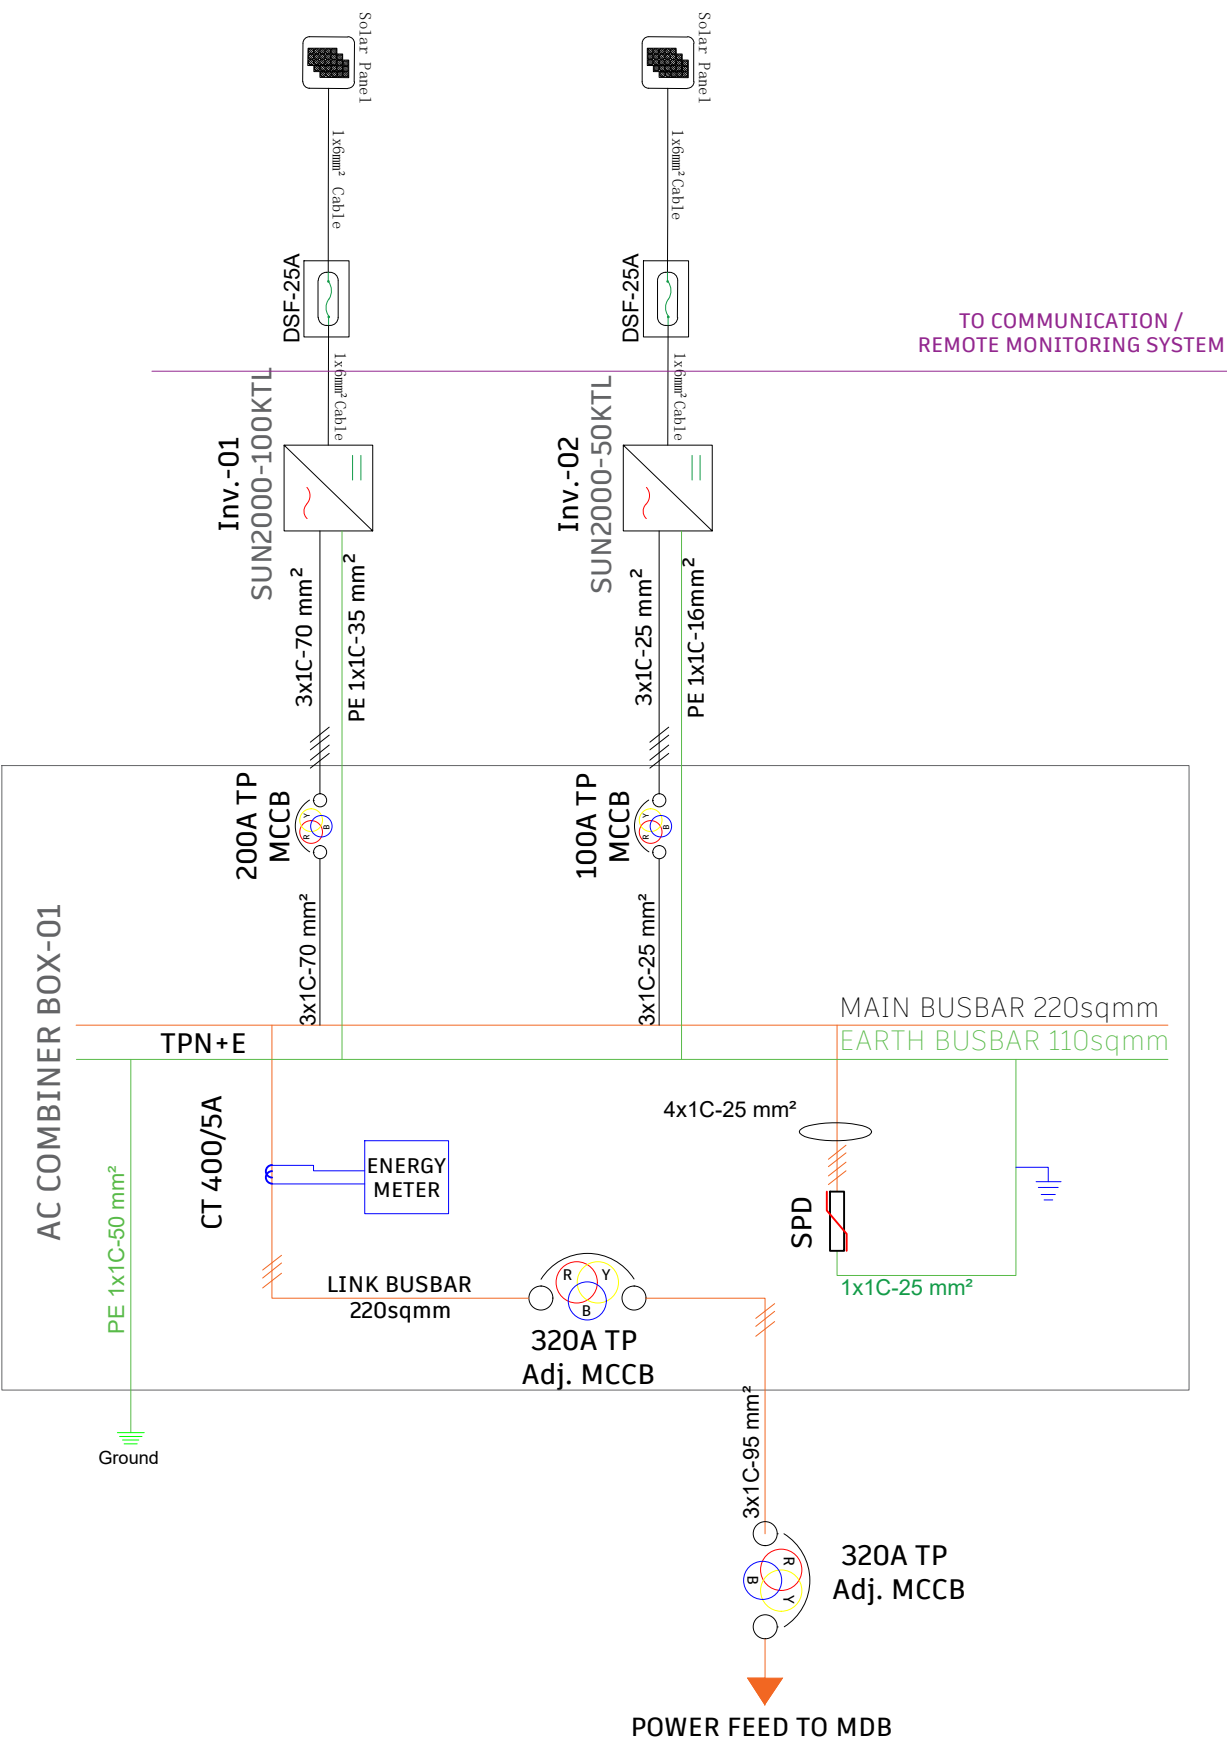 Solar Panel
Solar Panel
1x6mm² Cable
1x6mm²Cable
DSF-25A
DSF-25A
TO COMMUNICATION /
REMOTE MONITORING SYSTEM
1x6mm²Cable
1x6mm²Cable
Inv.-01
SUN2000-100KTL
Inv.-02
SUN2000-50KTL
3x1C-70 mm²
PE 1x1C-35 mm²
3x1C-25 mm²
PE 1x1C-16mm²
200A TP
MCCB
R Y B
100A TP
MCCB
R Y B
3x1C-70 mm²
3x1C-25 mm²
AC COMBINER BOX-01
MAIN BUSBAR 220sqmm
TPN+E
EARTH BUSBAR 110sqmm
CT 400/5A
4x1C-25 mm²
ENERGY
METER
PE 1x1C-50 mm²
SPD
LINK BUSBAR
220sqmm
R Y
B
1x1C-25 mm²
320A TP
Adj. MCCB
3x1C-95 mm²
Ground
320A TP
Adj. MCCB
R
B
Y
POWER FEED TO MDB